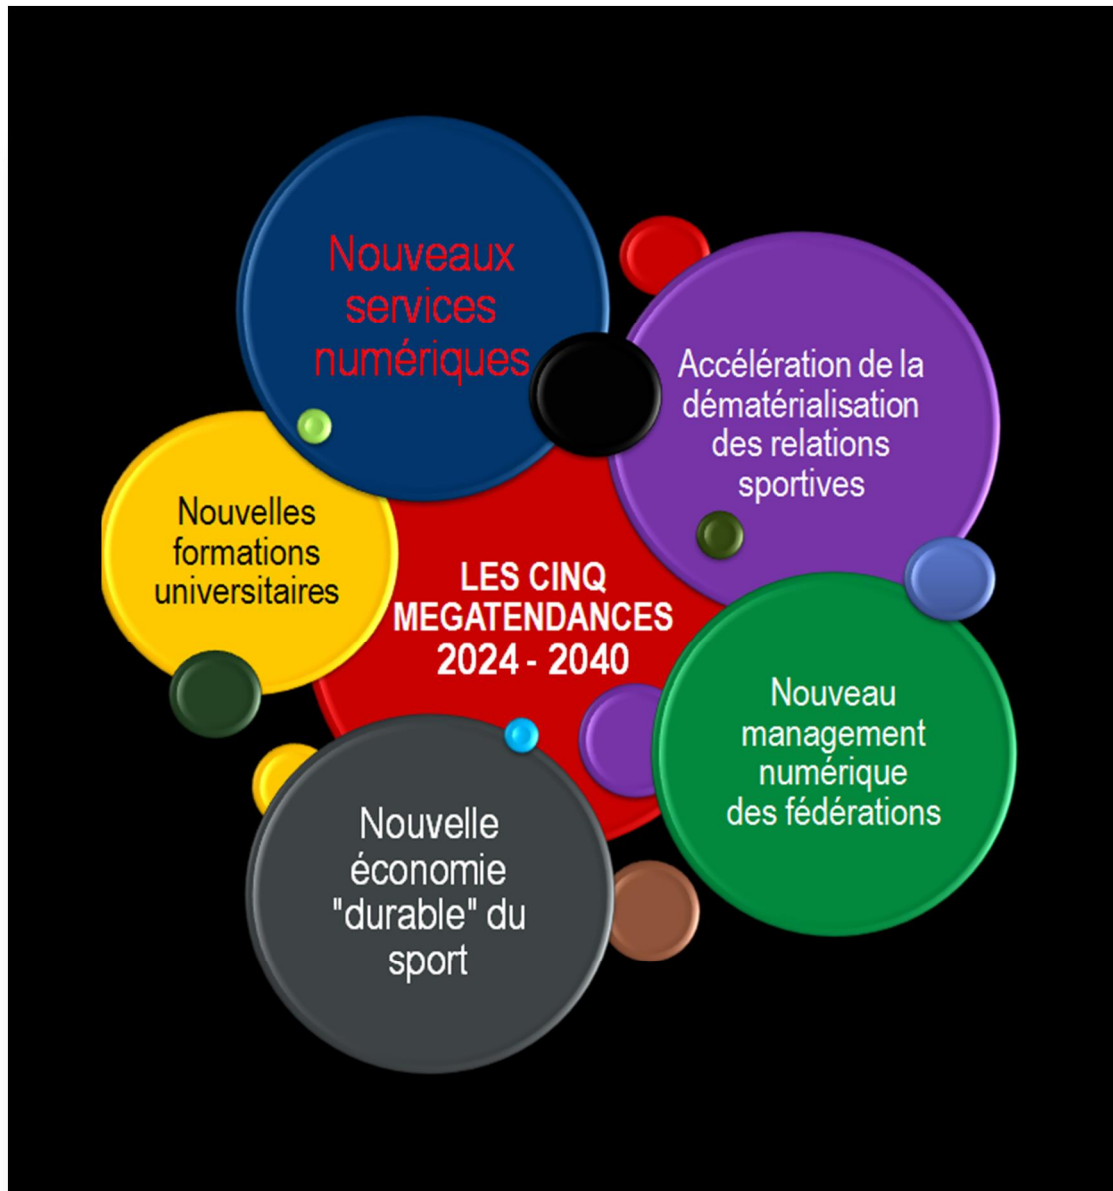 Nouveaux
services
numériques
Accélération de la
dématérialisation
des relations
sportives
Nouvelles
formations
universitaires
LES CINQ
MEGATENDANCES
2024 - 2040
Nouveau
management
numérique
des fédérations
Nouvelle
économie
"durable" du
sport